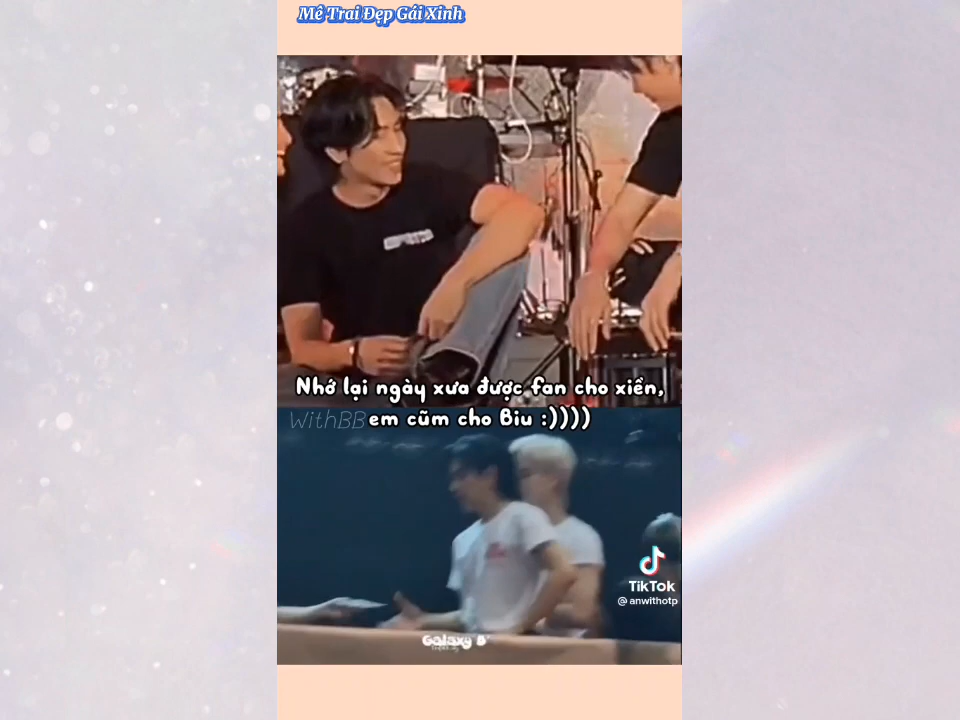 Mê Trai Đẹp Gái Xinh
Nhớ lại ngày xưa được fan cho xiền,
WithBB
em cũm cho Biu :))))
TikTok
@anwithotp
Galaxy B